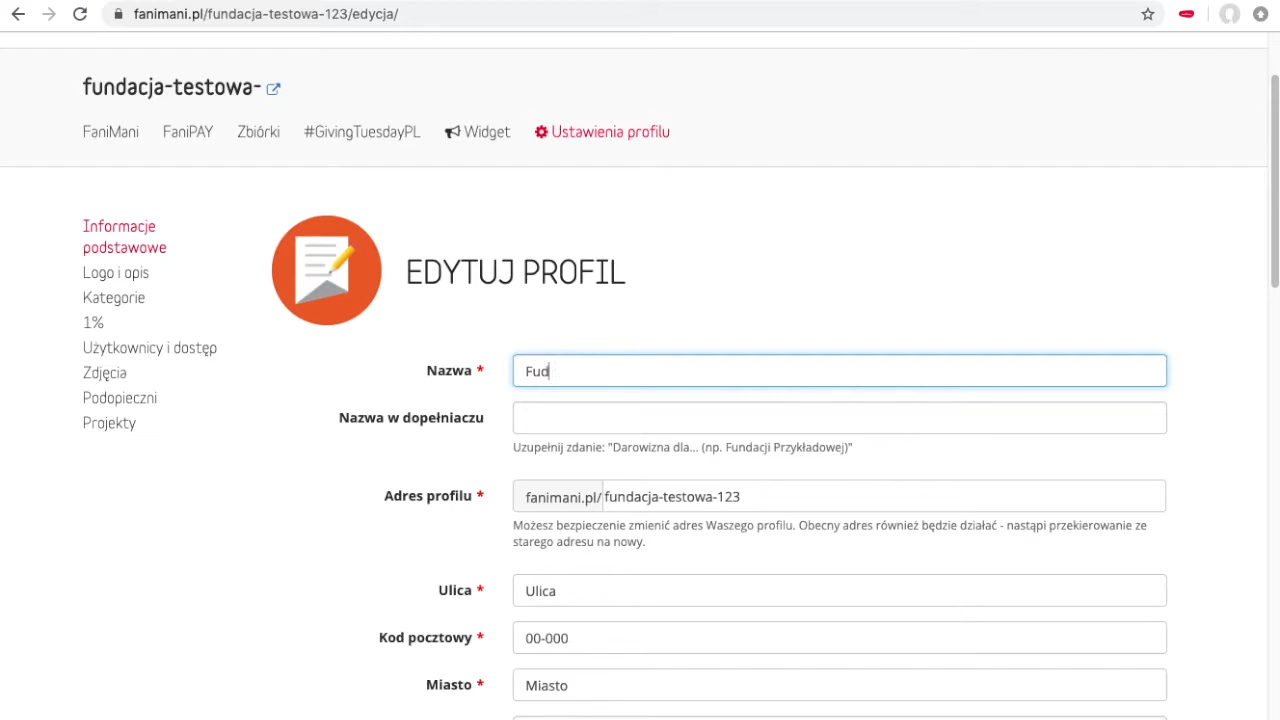 fanimani.pl/fundacja-testowa-123/edycja/
fundacja-testowa-
FaniMani FaniPAY Zbiórki #GivingTuesdayPL Widget Ustawienia profilu
Informacje
podstawowe
Logo i opis
Kategorie
1%
Użytkownicy i dostęp
Zdjęcia
Podopieczni
Projekty
EDYTUJ PROFIL
Nazwa * Fud
Nazwa w dopełniaczu
Uzupełnij zdanie: "Darowizna dla... (np. Fundacji Przykładowej)"
Adres profilu * fanimani.pl/ fundacja-testowa-123
Możesz bezpiecznie zmienić adres Waszego profilu. Obecny adres również będzie działać - nastąpi przekierowanie ze
starego adresu na nowy.
Ulica * Ulica
Kod pocztowy * 00-000
Miasto * Miasto